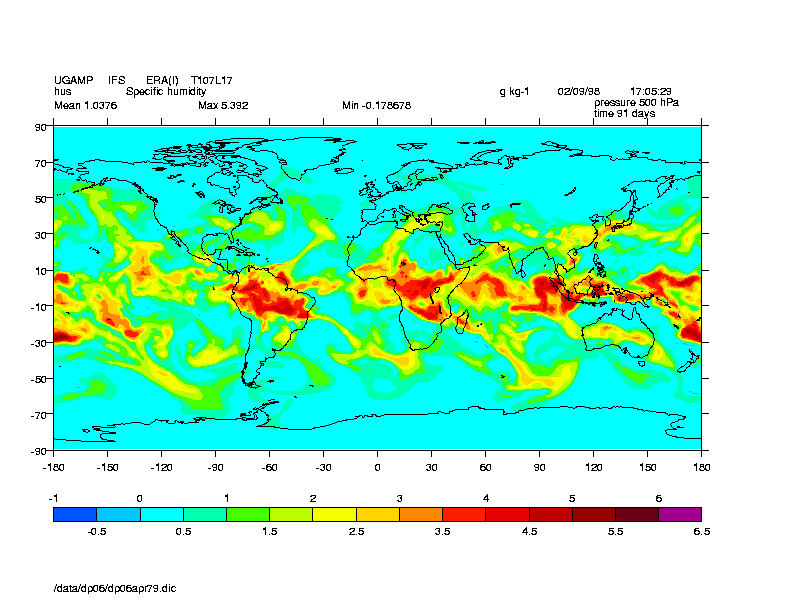 UGAMP IFS ERA(I) T107L17
hus Specific humidity g kg-1 02/09/98 17:05:29
Mean 1.0376 Max 5.392 Min -0.178678 pressure 500 hPa
time 91 days
90
70
50
30
10
-10
-30
-50
-70
-90
-180 -150 -120 -90 -60 -30 0 30 60 90 120 150 180
-1 0 1 2 3 4 5 6
-0.5 0.5 1.5 2.5 3.5 4.5 5.5 6.5
/data/dp06/dp06apr79.dic